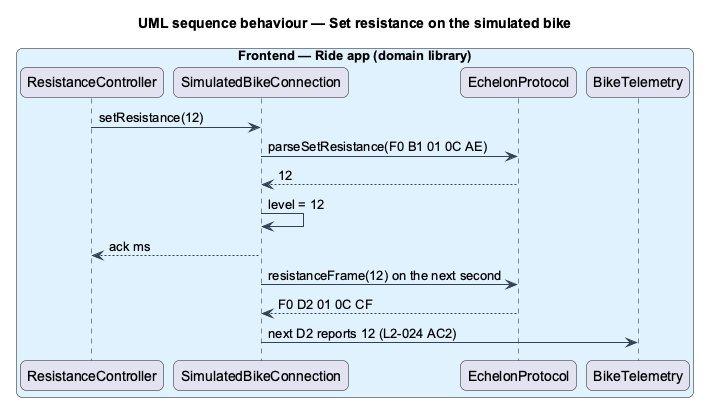 UML sequence behaviour — Set resistance on the simulated bike
Frontend — Ride app (domain library)
ResistanceController SimulatedBikeConnection EchelonProtocol BikeTelemetry
setResistance(12)
parseSetResistance(F0 B1 01 0C AE)
12
level = 12
ack ms
resistanceFrame(12) on the next second
F0 D2 01 0C CF
next D2 reports 12 (L2-024 AC2)
ResistanceController SimulatedBikeConnection EchelonProtocol BikeTelemetry